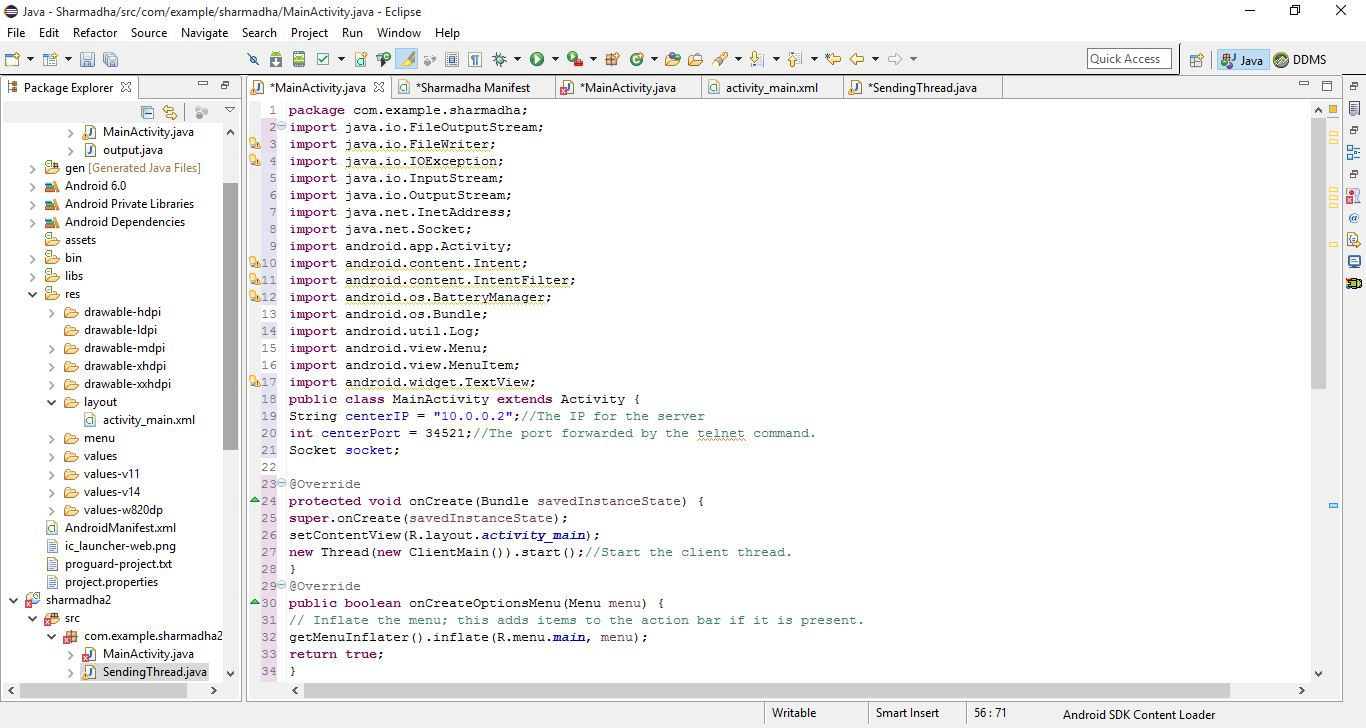 Java - Sharmadha/src/com/example/sharmadha/MainActivity.java - Eclipse
File Edit Refactor Source Navigate Search Project Run Window Help
Quick Access
Java
DDMS
Package Explorer
*MainActivity.java
*Sharmadha Manifest
*MainActivity.java
activity_main.xml
*SendingThread.java
MainActivity.java
output.java
gen [Generated Java Files]
Android 6.0
Android Private Libraries
Android Dependencies
assets
bin
libs
res
drawable-hdpi
drawable-ldpi
drawable-mdpi
drawable-xhdpi
drawable-xxhdpi
layout
activity_main.xml
menu
values
values-v11
values-v14
values-w820dp
AndroidManifest.xml
ic_launcher-web.png
proguard-project.txt
project.properties
sharmadha2
src
com.example.sharmadha2
MainActivity.java
SendingThread.java
1 package com.example.sharmadha;
2 import java.io.FileOutputStream;
3 import java.io.FileWriter;
4 import java.io.IOException;
5 import java.io.InputStream;
6 import java.io.OutputStream;
7 import java.net.InetAddress;
8 import java.net.Socket;
9 import android.app.Activity;
10 import android.content.Intent;
11 import android.content.IntentFilter;
12 import android.os.BatteryManager;
13 import android.os.Bundle;
14 import android.util.Log;
15 import android.view.Menu;
16 import android.view.MenuItem;
17 import android.widget.TextView;
18 public class MainActivity extends Activity {
19 String centerIP = "10.0.0.2";//The IP for the server
20 int centerPort = 34521;//The port forwarded by the telnet command.
21 Socket socket;
22
23 @Override
24 protected void onCreate(Bundle savedInstanceState) {
25 super.onCreate(savedInstanceState);
26 setContentView(R.layout.activity_main);
27 new Thread(new ClientMain()).start();//Start the client thread.
28 }
29 @Override
30 public boolean onCreateOptionsMenu(Menu menu) {
31 // Inflate the menu; this adds items to the action bar if it is present.
32 getMenuInflater().inflate(R.menu.main, menu);
33 return true;
34 }
Writable
Smart Insert
56 : 71
Android SDK Content Loader